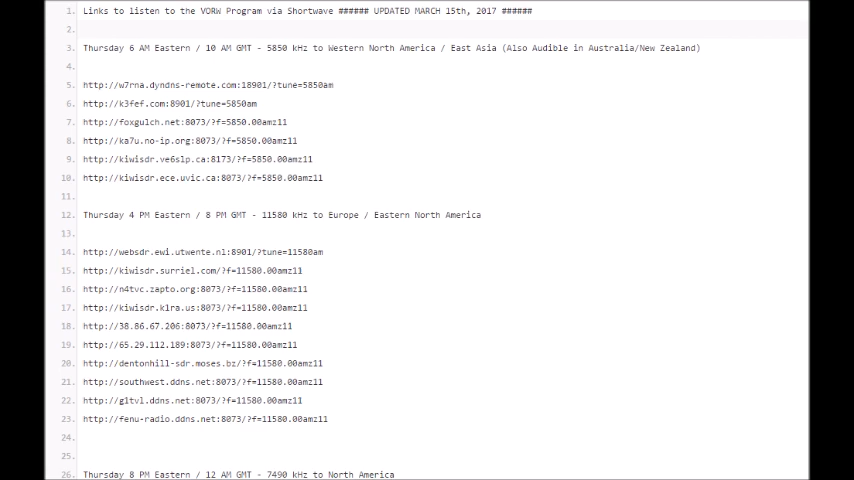 1. Links to listen to the VORW Program via Shortwave ###### UPDATED MARCH 15th, 2017 ######
2.
3. Thursday 6 AM Eastern / 10 AM GMT - 5850 kHz to Western North America / East Asia (Also Audible in Australia/New Zealand)
4.
5. http://w7rna.dyndns-remote.com:18901/?tune=5850am
6. http://k3fef.com:8901/?tune=5850am
7. http://foxgulch.net:8073/?f=5850.00amz11
8. http://ka7u.no-ip.org:8073/?f=5850.00amz11
9. http://kiwisdr.ve6slp.ca:8173/?f=5850.00amz11
10. http://kiwisdr.ece.uvic.ca:8073/?f=5850.00amz11
11.
12. Thursday 4 PM Eastern / 8 PM GMT - 11580 kHz to Europe / Eastern North America
13.
14. http://websdr.ewi.utwente.nl:8901/?tune=11580am
15. http://kiwisdr.surriel.com/?f=11580.00amz11
16. http://n4tvc.zapto.org:8073/?f=11580.00amz11
17. http://kiwisdr.k1ra.us:8073/?f=11580.00amz11
18. http://38.86.67.206:8073/?f=11580.00amz11
19. http://65.29.112.189:8073/?f=11580.00amz11
20. http://dentonhill-sdr.moses.bz/?f=11580.00amz11
21. http://southwest.ddns.net:8073/?f=11580.00amz11
22. http://g1tvl.ddns.net:8073/?f=11580.00amz11
23. http://fenu-radio.ddns.net:8073/?f=11580.00amz11
24.
25.
26. Thursday 8 PM Eastern / 12 AM GMT - 7490 kHz to North America